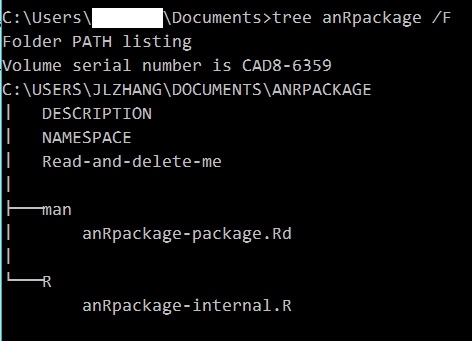 C:\Users\ \Documents>tree anRpackage /F
Folder PATH listing
Volume serial number is CAD8-6359
C:\USERS\JLZHANG\DOCUMENTS\ANRPACKAGE
│   DESCRIPTION
│   NAMESPACE
│   Read-and-delete-me
│
├───man
│       anRpackage-package.Rd
│
└───R
        anRpackage-internal.R